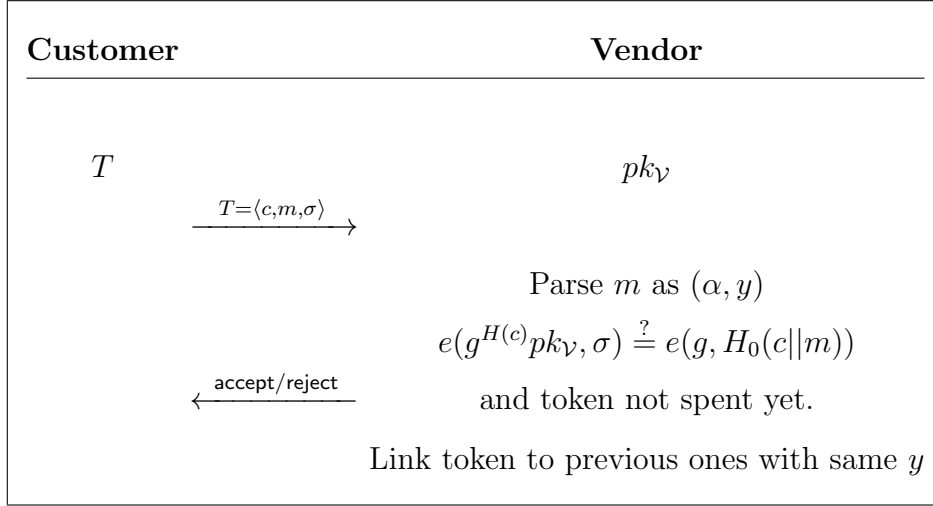 Customer Vendor
T pk_𝒱
T=⟨c,m,σ⟩
Parse m as (α, y)
e(g^{H(c)}pk_𝒱, σ) ≟ e(g, H_0(c||m))
accept/reject and token not spent yet.
Link token to previous ones with same y